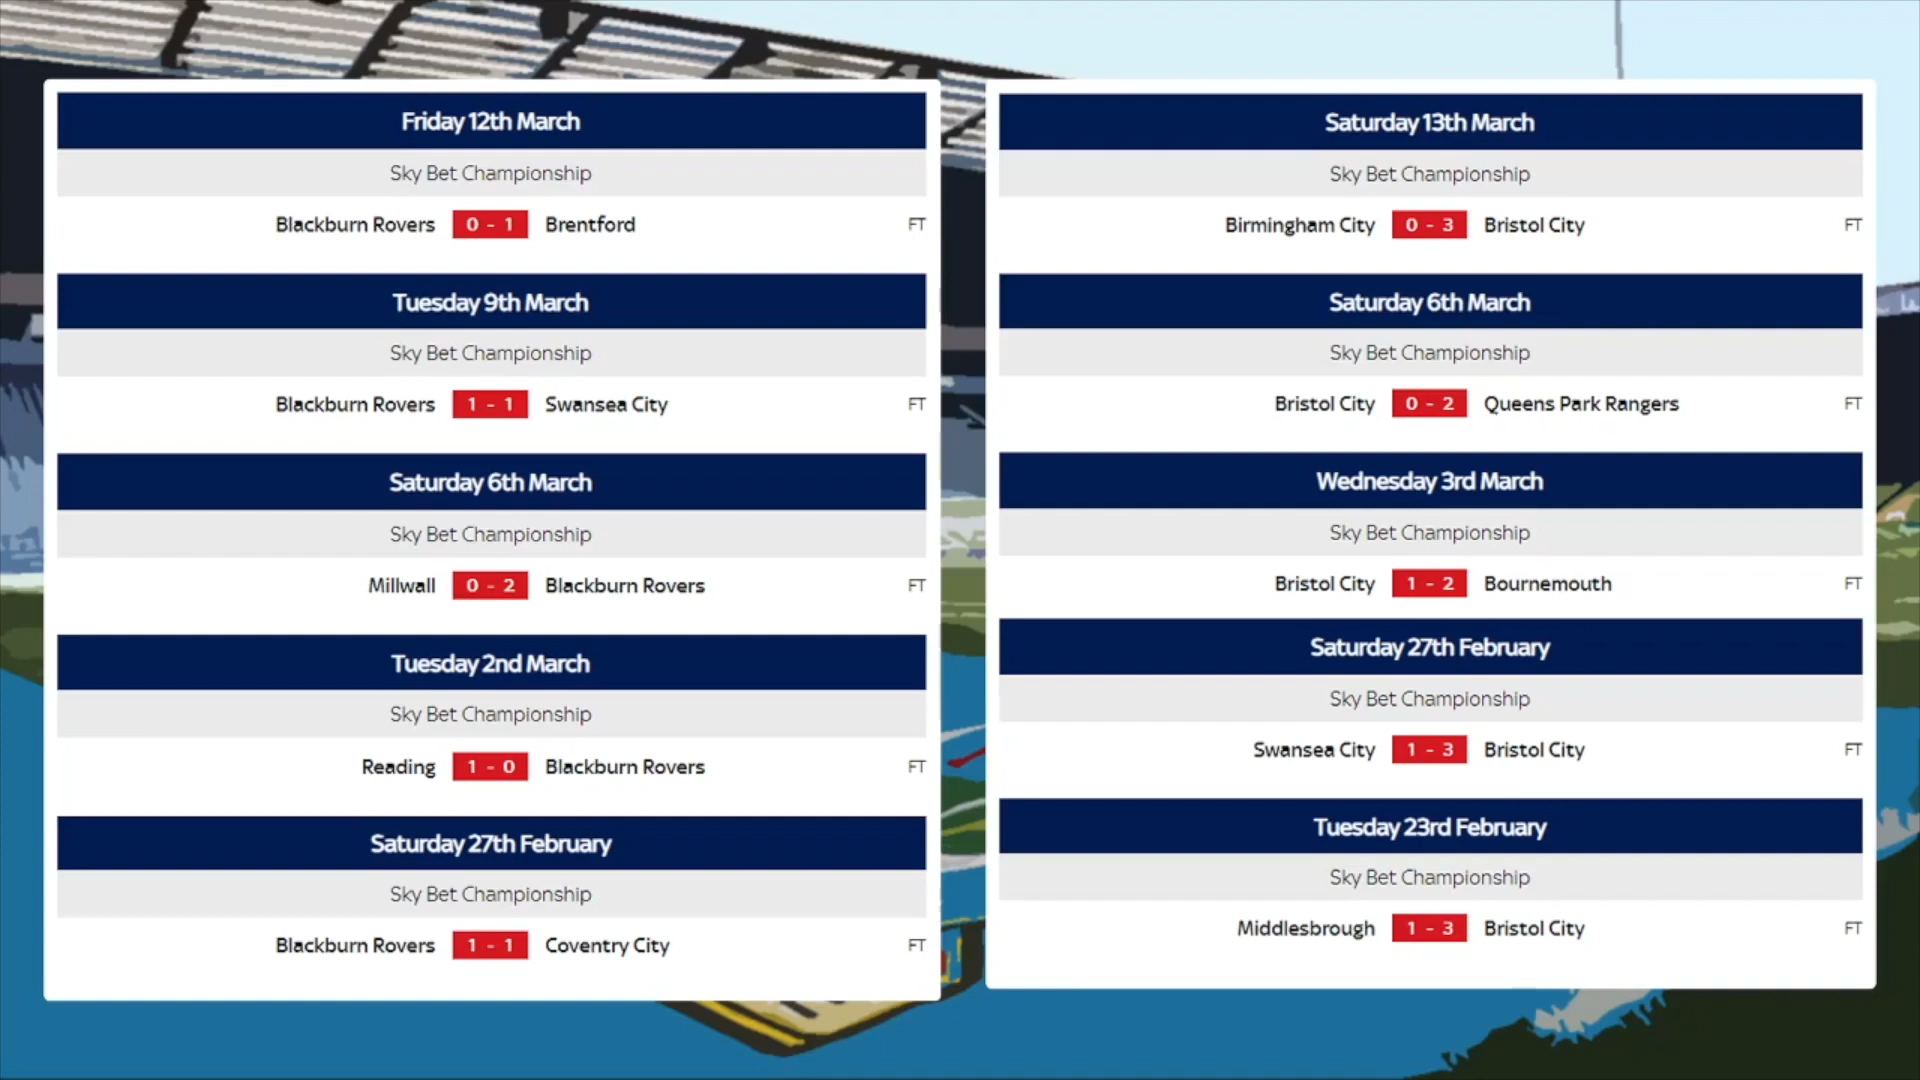 Friday 12th March
Sky Bet Championship
Blackburn Rovers 0 - 1 Brentford FT
Tuesday 9th March
Sky Bet Championship
Blackburn Rovers 1 - 1 Swansea City FT
Saturday 6th March
Sky Bet Championship
Millwall 0 - 2 Blackburn Rovers FT
Tuesday 2nd March
Sky Bet Championship
Reading 1 - 0 Blackburn Rovers FT
Saturday 27th February
Sky Bet Championship
Blackburn Rovers 1 - 1 Coventry City FT
Saturday 13th March
Sky Bet Championship
Birmingham City 0 - 3 Bristol City FT
Saturday 6th March
Sky Bet Championship
Bristol City 0 - 2 Queens Park Rangers FT
Wednesday 3rd March
Sky Bet Championship
Bristol City 1 - 2 Bournemouth FT
Saturday 27th February
Sky Bet Championship
Swansea City 1 - 3 Bristol City FT
Tuesday 23rd February
Sky Bet Championship
Middlesbrough 1 - 3 Bristol City FT